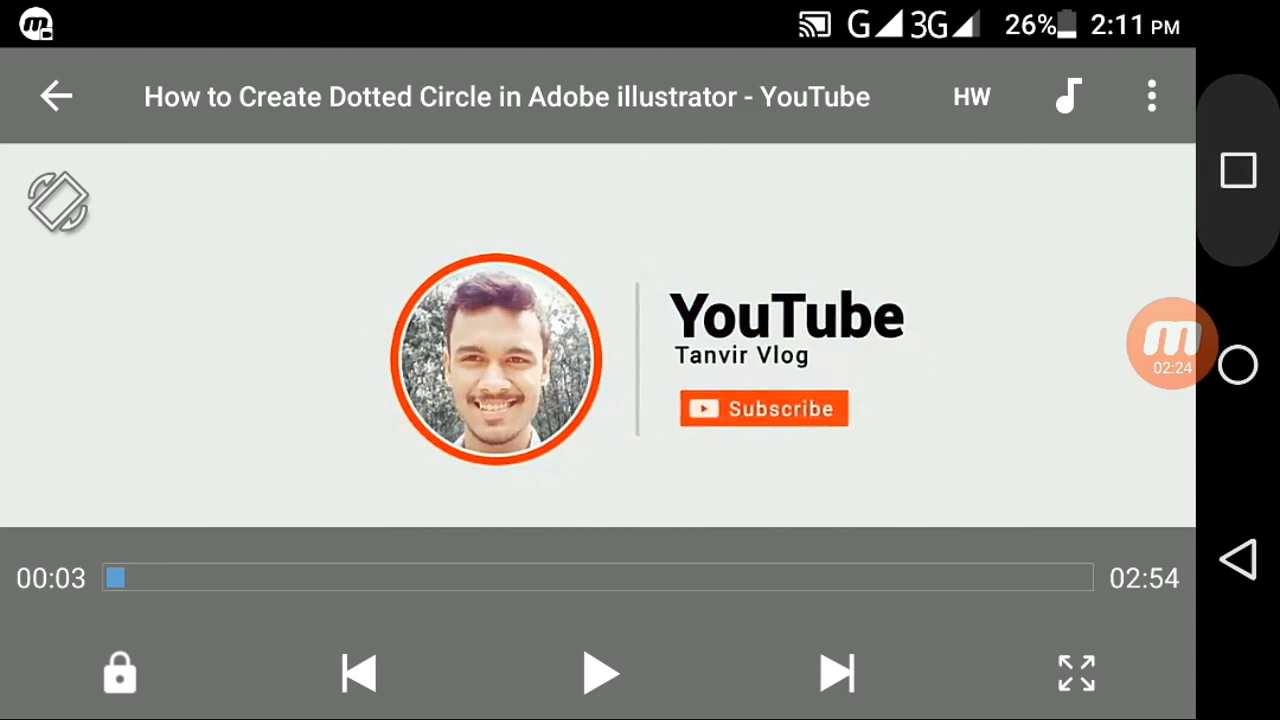 G 3G 26% 2:11 PM
How to Create Dotted Circle in Adobe illustrator - YouTube HW
YouTube
Tanvir Vlog
Subscribe
02:24
00:03 02:54